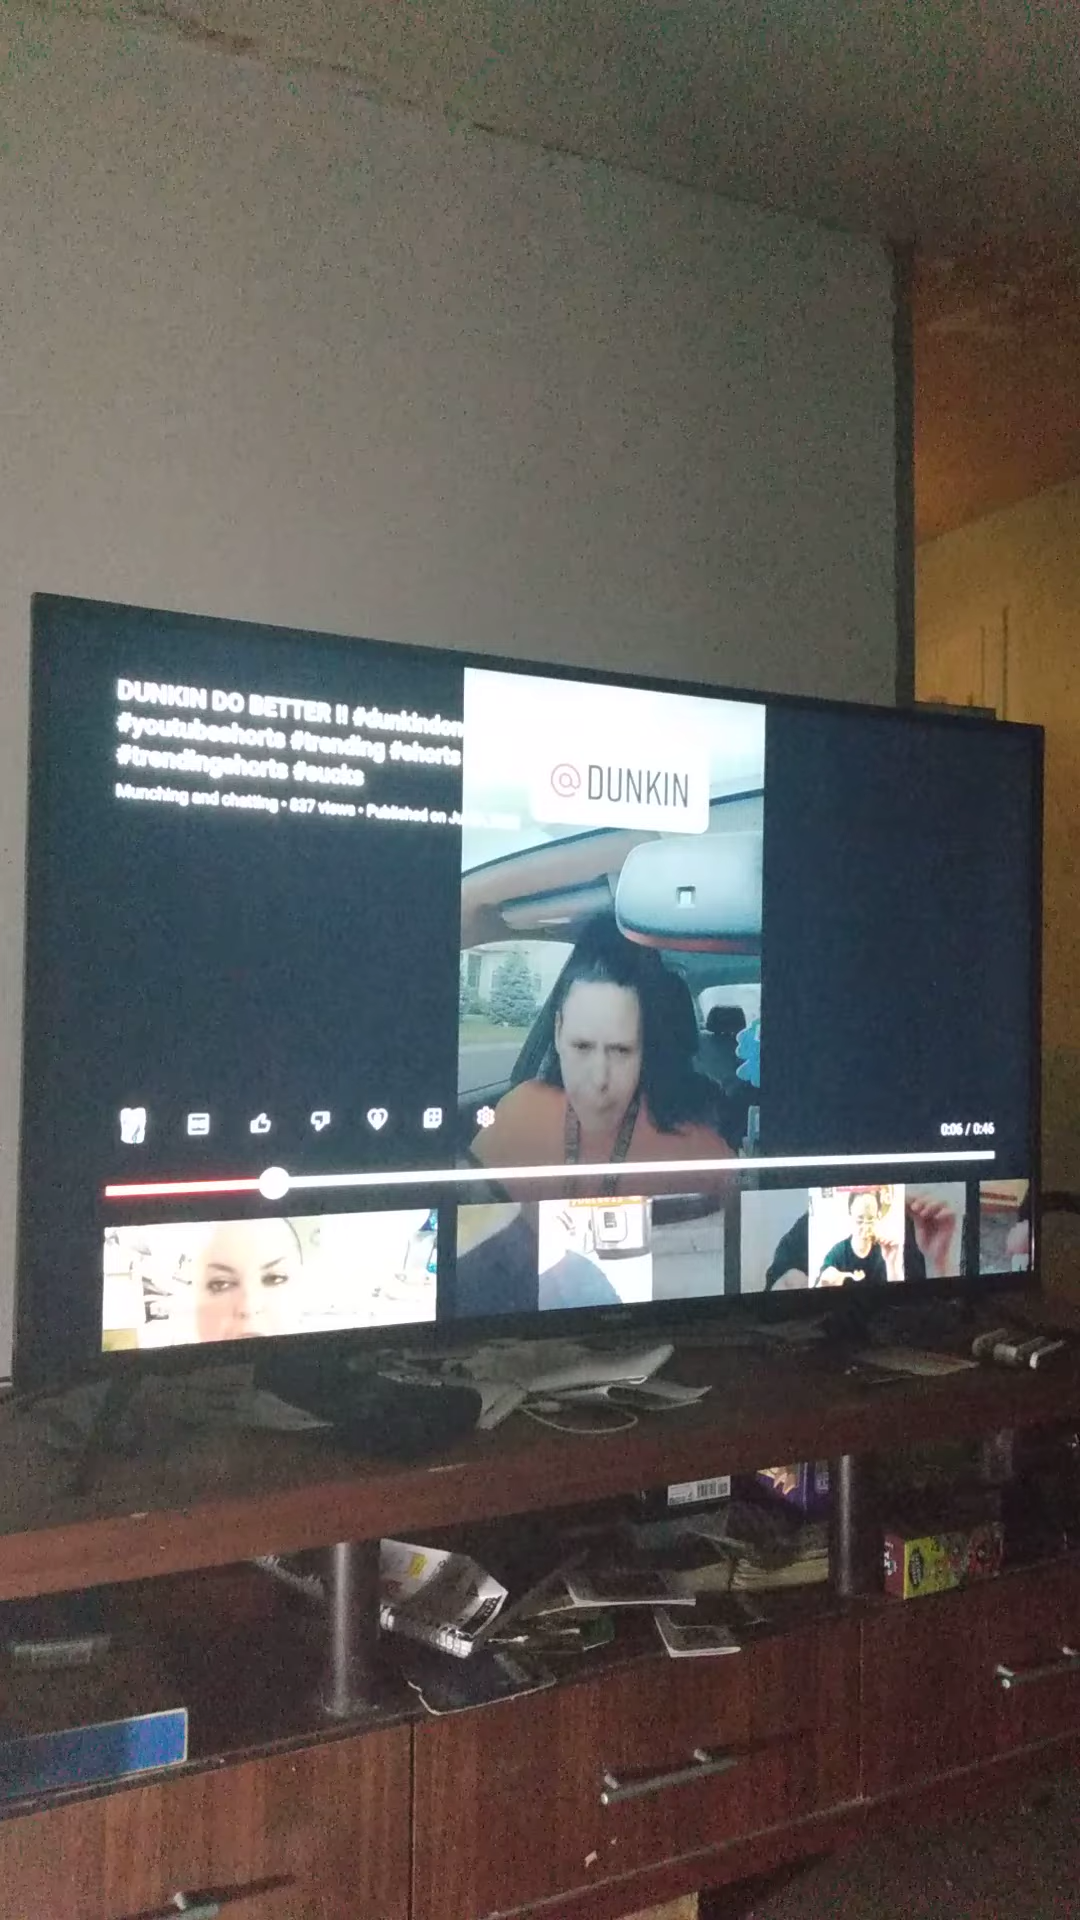 DUNKIN DO BETTER !! #dunkindon
#youtubeshorts #trending #shorts
#trendingshorts #sucks
Munching and chatting • 837 views • Published on Ju
@DUNKIN
0:06 / 0:46